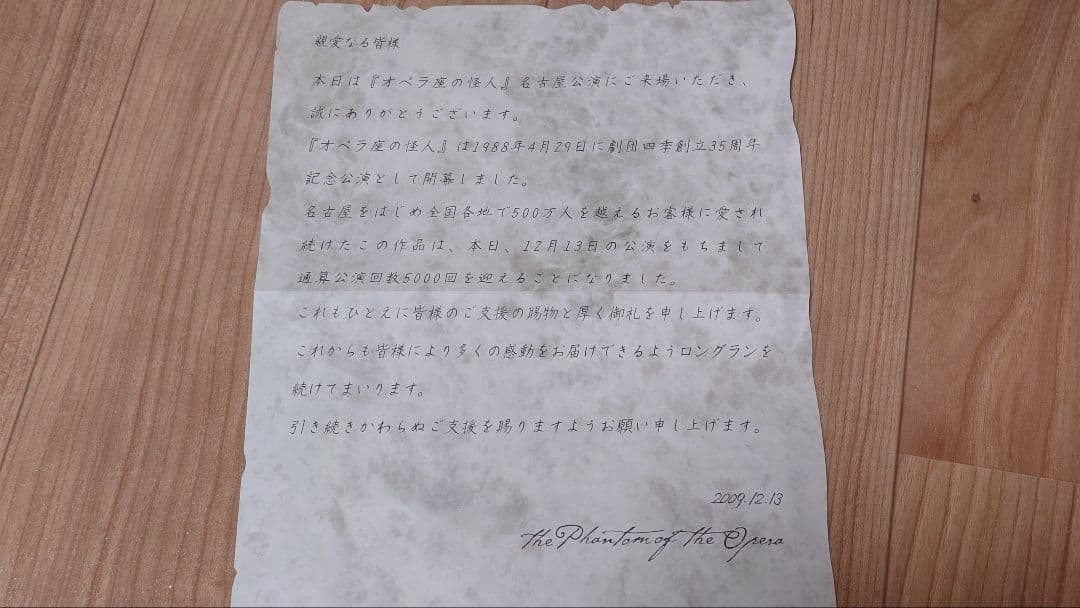 親愛なる皆様
本日は『オペラ座の怪人』名古屋公演にご来場いただき、
誠にありがとうございます。
『オペラ座の怪人』は1988年4月29日に劇団四季創立35周年
記念公演として開幕しました。
名古屋をはじめ全国各地で500万人を越えるお客様に愛され
続けたこの作品は、本日、12月13日の公演をもちまして
通算公演回数5000回を迎えることになりました。
これもひとえに皆様のご支援の賜物と厚く御礼を申し上げます。
これからも皆様により多くの感動をお届けできるようロングランを
続けてまいります。
引き続きかわらぬご支援を賜りますようお願い申し上げます。
2009.12.13
The Phantom of the Opera